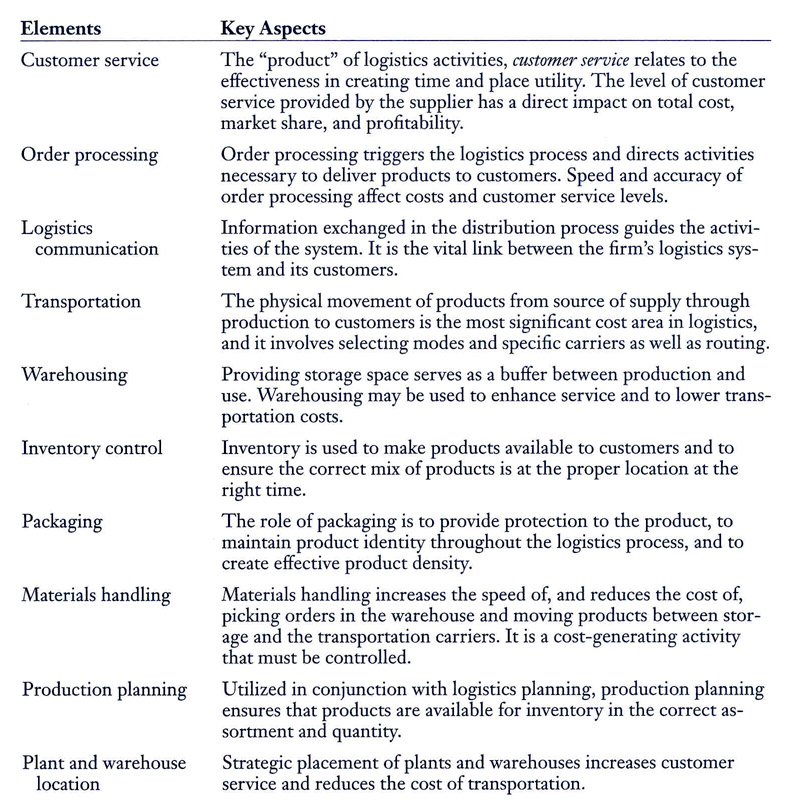 Elements Key Aspects
Customer service The “product” of logistics activities, customer service relates to the
effectiveness in creating time and place utility. The level of customer
service provided by the supplier has a direct impact on total cost,
market share, and profitability.
Order processing Order processing triggers the logistics process and directs activities
necessary to deliver products to customers. Speed and accuracy of
order processing affect costs and customer service levels.
Logistics Information exchanged in the distribution process guides the activi-
communication ties of the system. It is the vital link between the firm’s logistics sys-
tem and its customers.
Transportation The physical movement of products from source of supply through
production to customers is the most significant cost area in logistics,
and it involves selecting modes and specific carriers as well as routing.
Warehousing Providing storage space serves as a buffer between production and
use. Warehousing may be used to enhance service and to lower trans-
portation costs.
Inventory control Inventory is used to make products available to customers and to
ensure the correct mix of products is at the proper location at the
right time.
Packaging The role of packaging is to provide protection to the product, to
maintain product identity throughout the logistics process, and to
create effective product density.
Materials handling Materials handling increases the speed of, and reduces the cost of,
picking orders in the warehouse and moving products between stor-
age and the transportation carriers. It is a cost-generating activity
that must be controlled.
Production planning Utilized in conjunction with logistics planning, production planning
ensures that products are available for inventory in the correct as-
sortment and quantity.
Plant and warehouse Strategic placement of plants and warehouses increases customer
location service and reduces the cost of transportation.